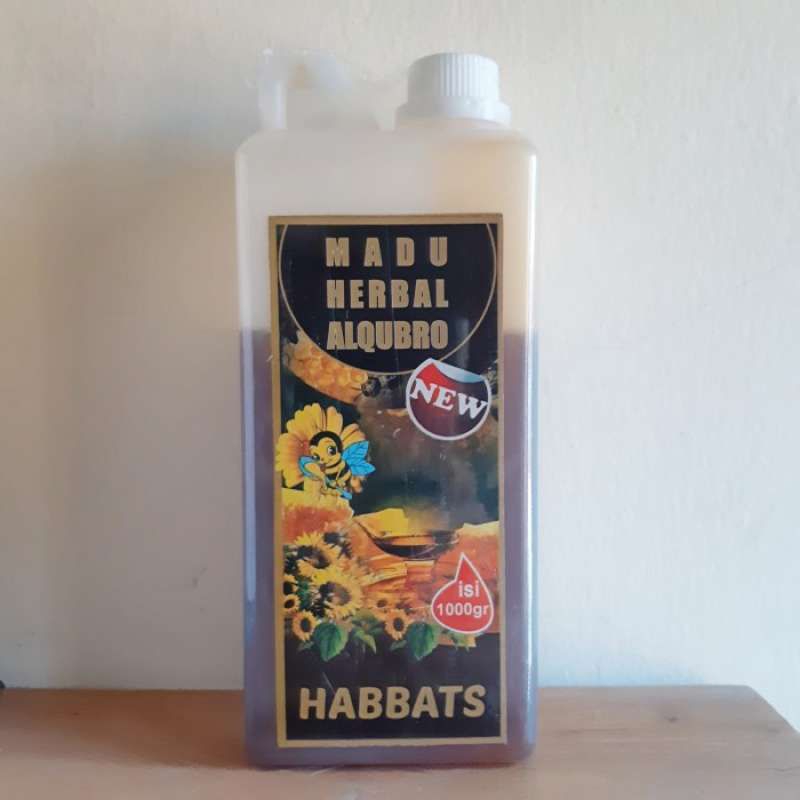 MADU
HERBAL
ALQUBRO
NEW
isi
1000gr
HABBATS